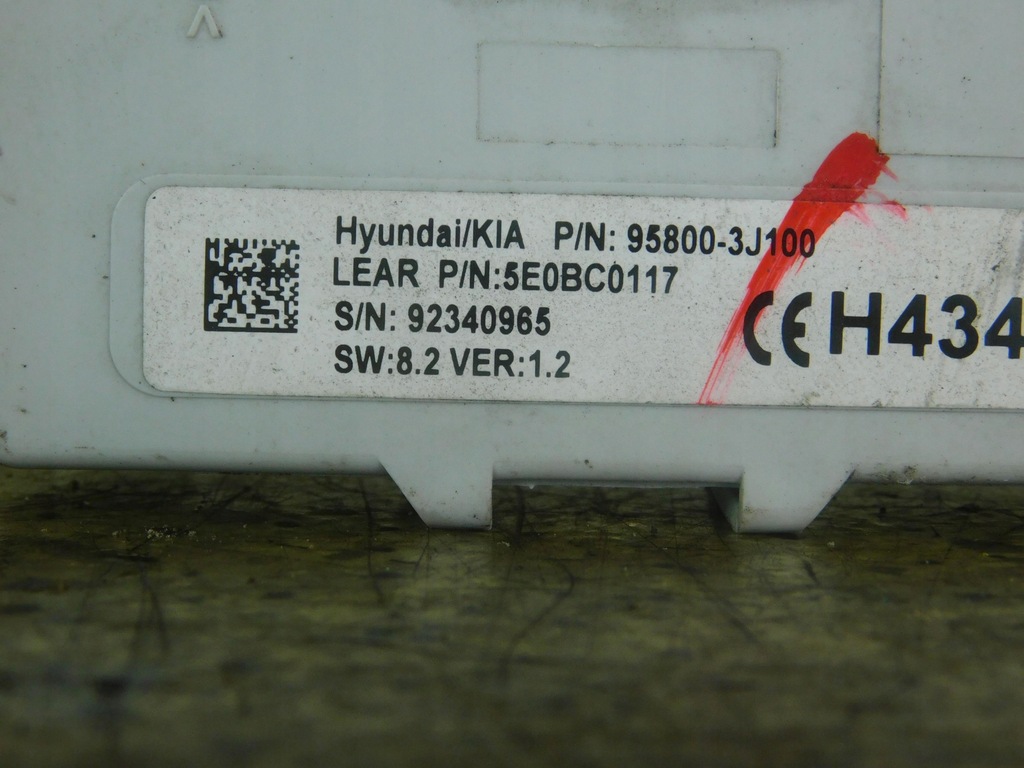 Hyundai/KIA P/N: 95800-3J100
LEAR P/N:5E0BC0117
S/N: 92340965
SW:8.2 VER:1.2
CE H434